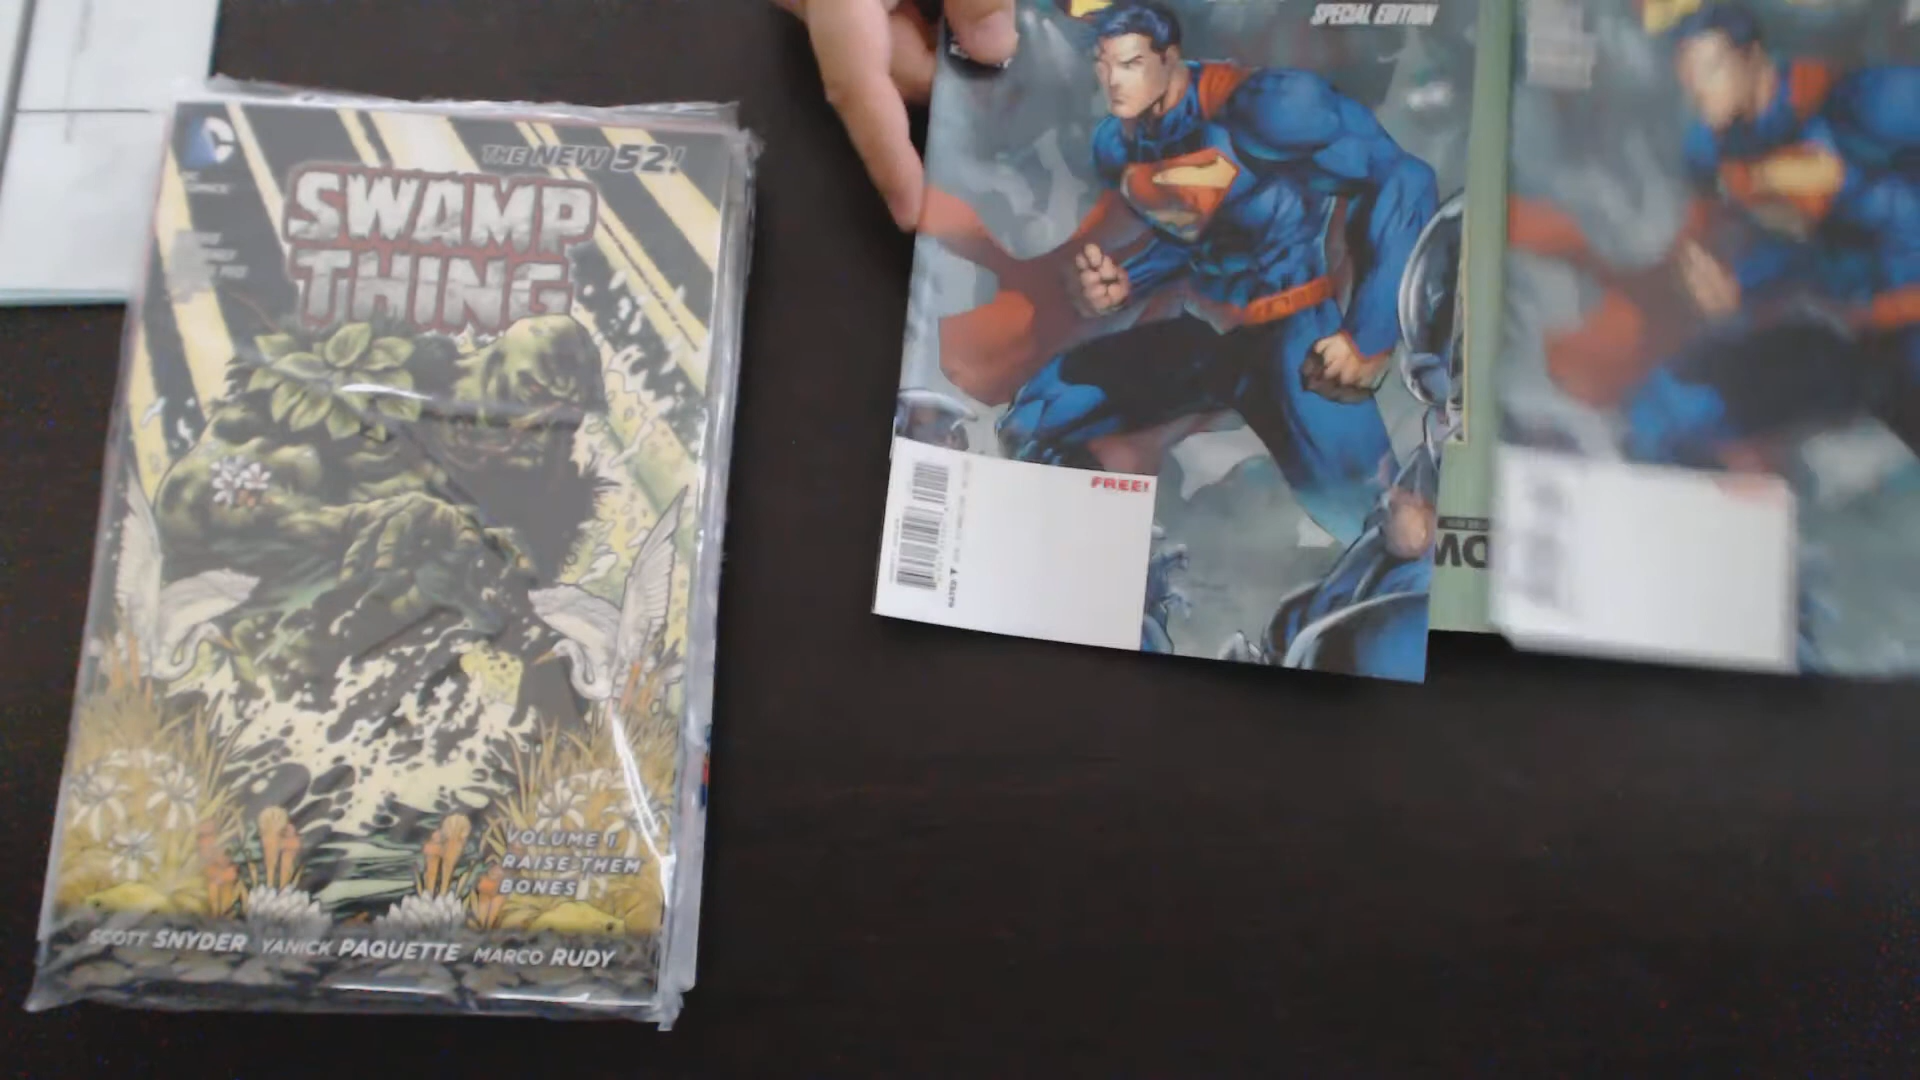 THE NEW 52!
SWAMP
THING
VOLUME 1
RAISE THEM
BONES
SCOTT SNYDER YANICK PAQUETTE MARCO RUDY
SPECIAL EDITION
FREE!